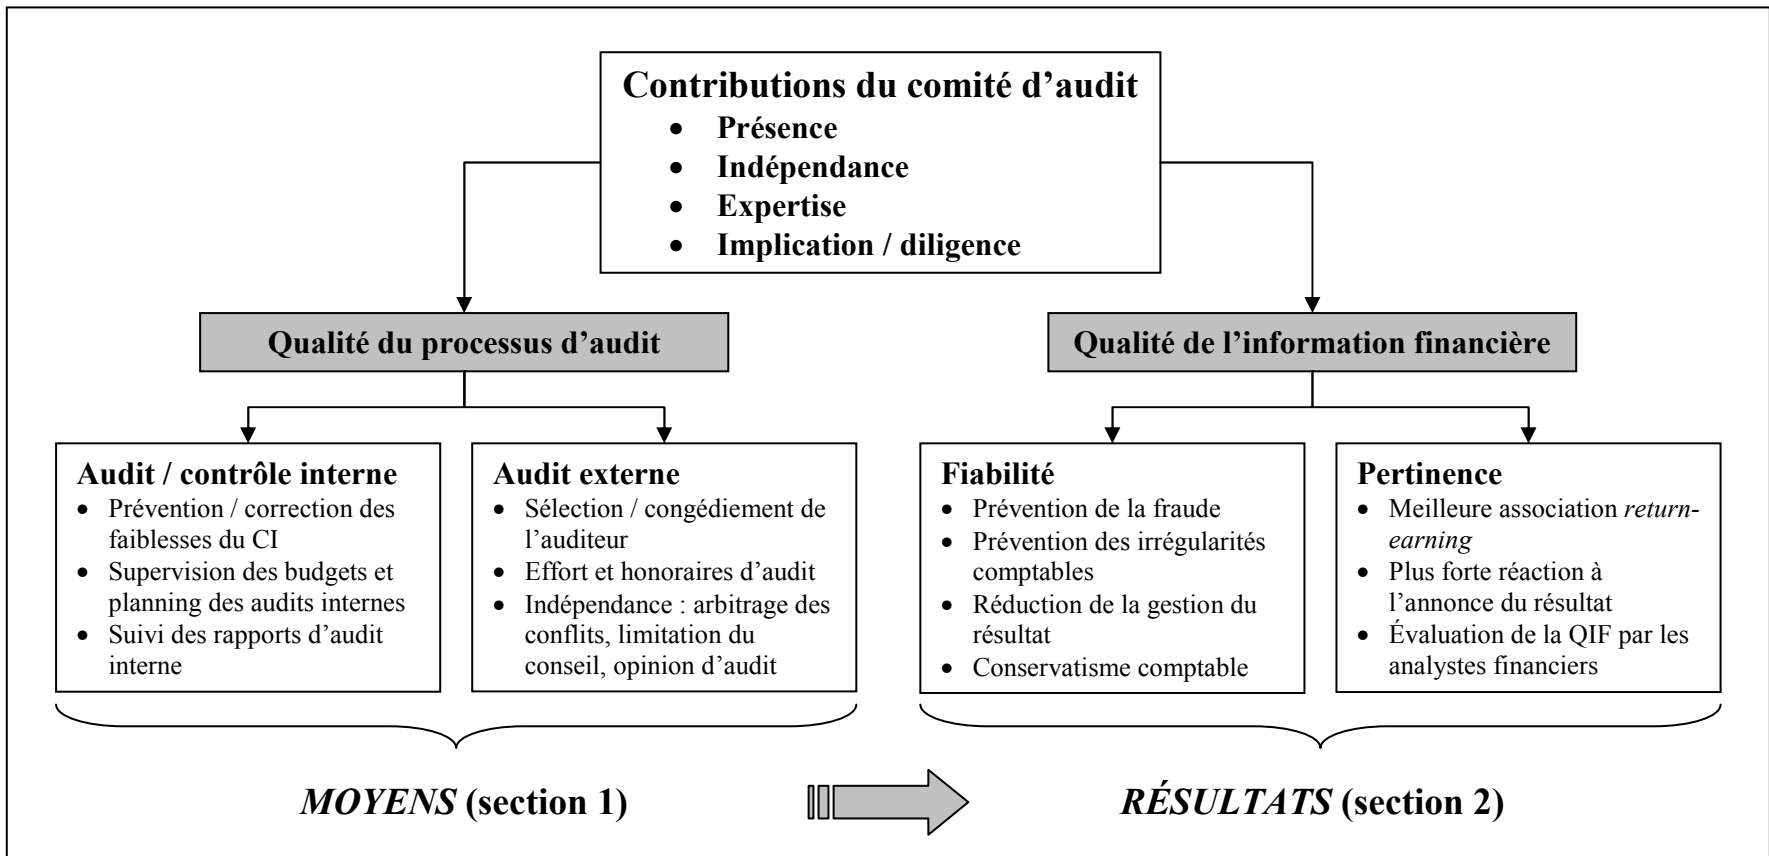 Contributions du comité d’audit
• Présence
• Indépendance
• Expertise
• Implication / diligence
Qualité du processus d’audit
Qualité de l’information financière
Audit / contrôle interne
• Prévention / correction des
faiblesses du CI
• Supervision des budgets et
planning des audits internes
• Suivi des rapports d’audit
interne
Audit externe
• Sélection / congédiement de
l’auditeur
• Effort et honoraires d’audit
• Indépendance : arbitrage des
conflits, limitation du
conseil, opinion d’audit
Fiabilité
• Prévention de la fraude
• Prévention des irrégularités
comptables
• Réduction de la gestion du
résultat
• Conservatisme comptable
Pertinence
• Meilleure association return-
earning
• Plus forte réaction à
l’annonce du résultat
• Évaluation de la QIF par les
analystes financiers
MOYENS (section 1)
RÉSULTATS (section 2)